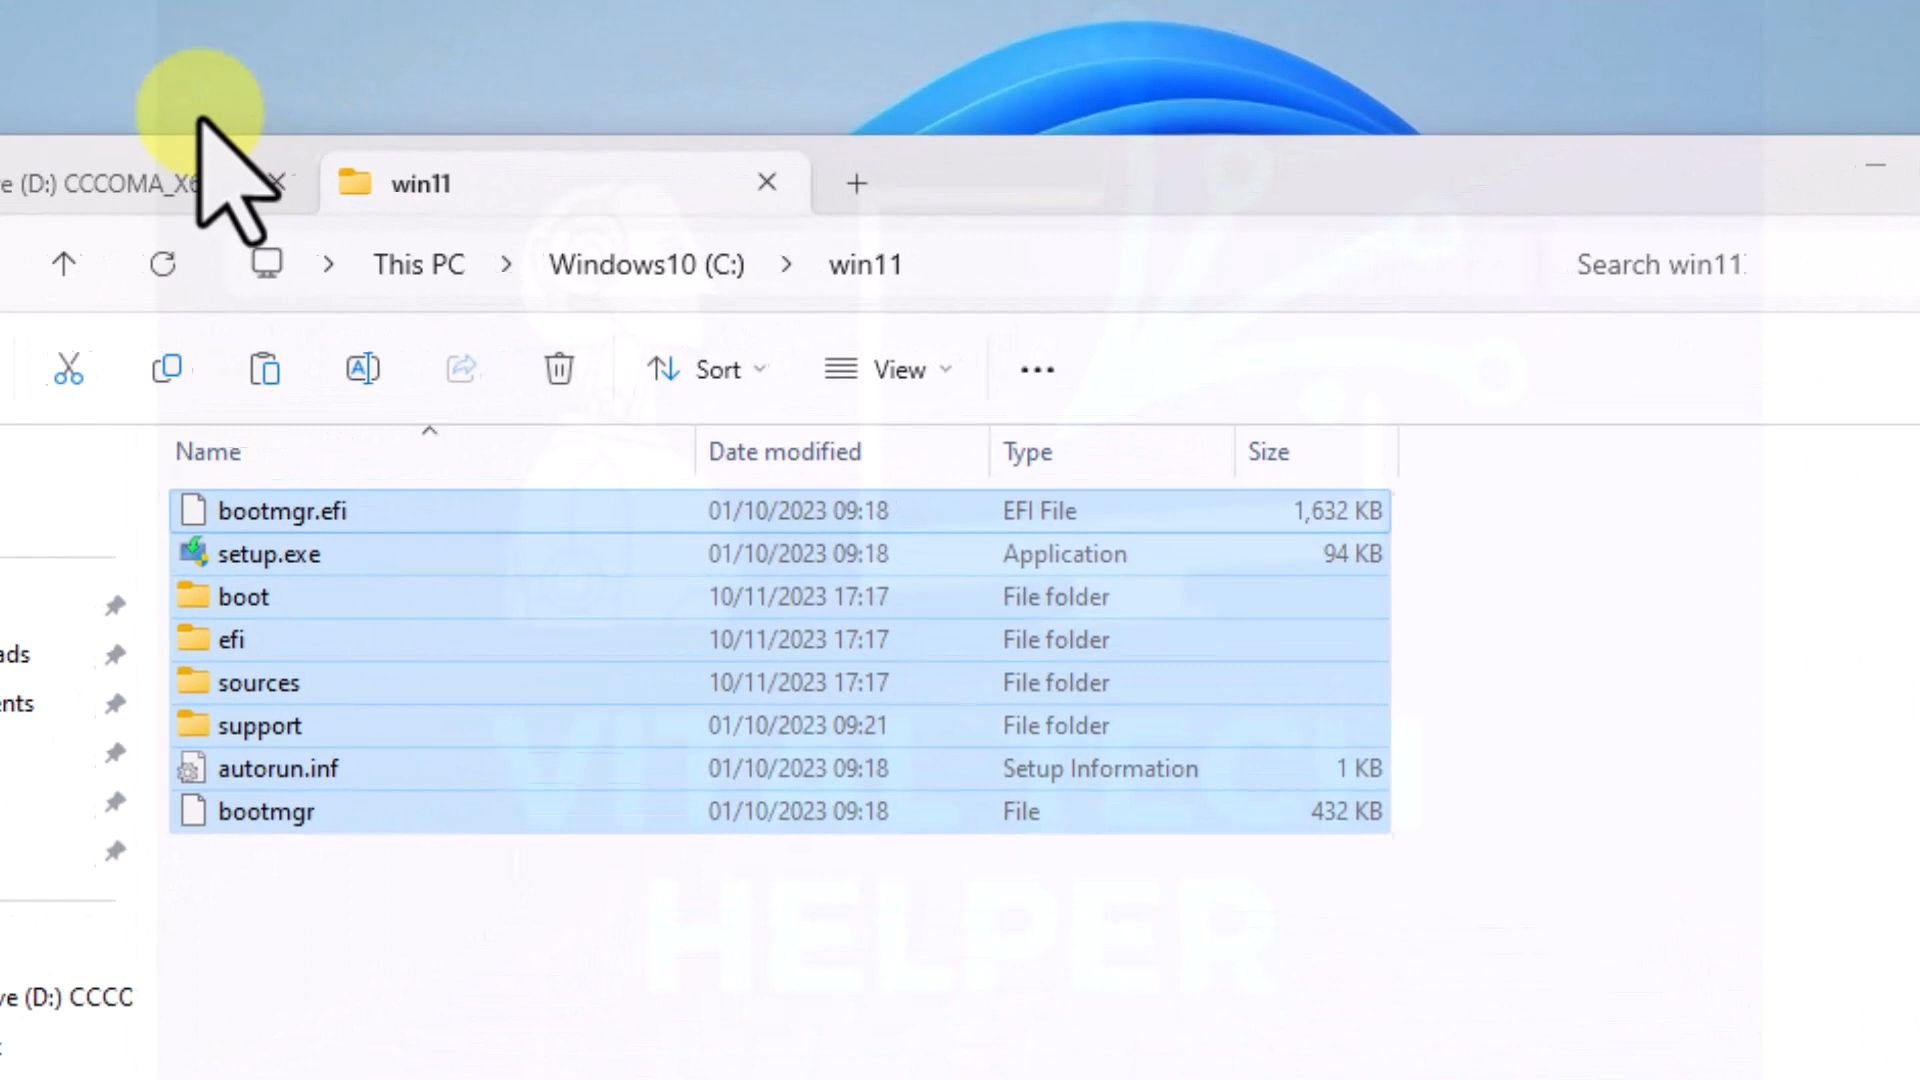 e (D:) CCCOMA_X6
win11
This PC > Windows10 (C:) > win11
Search win11
Sort
View
Name Date modified Type Size
bootmgr.efi 01/10/2023 09:18 EFI File 1,632 KB
setup.exe 01/10/2023 09:18 Application 94 KB
boot 10/11/2023 17:17 File folder
efi 10/11/2023 17:17 File folder
sources 10/11/2023 17:17 File folder
support 01/10/2023 09:21 File folder
autorun.inf 01/10/2023 09:18 Setup Information 1 KB
bootmgr 01/10/2023 09:18 File 432 KB
ads
ents
ve (D:) CCCO
HELPER